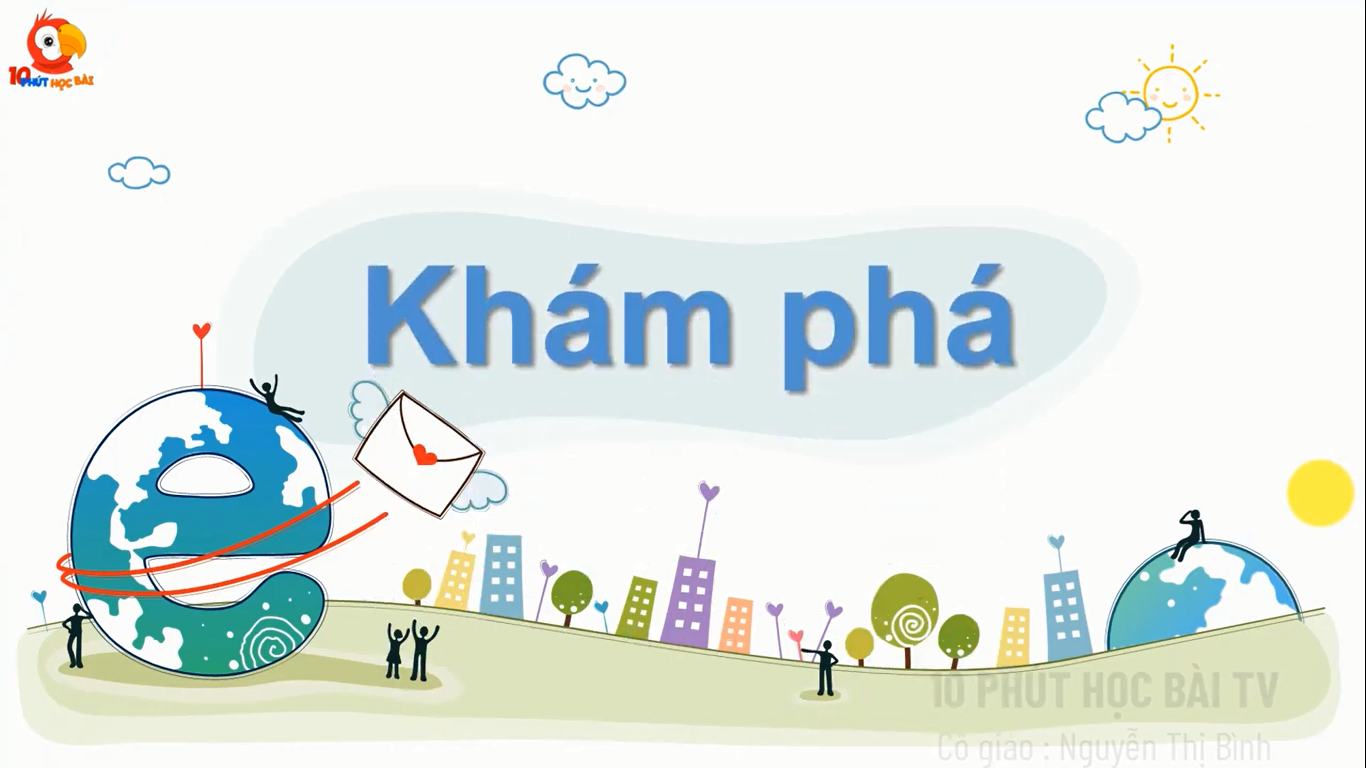 10
PHÚT HỌC BÀI
Khám phá
10 PHÚT HỌC BÀI TV
Cô giáo : Nguyễn Thị Bình